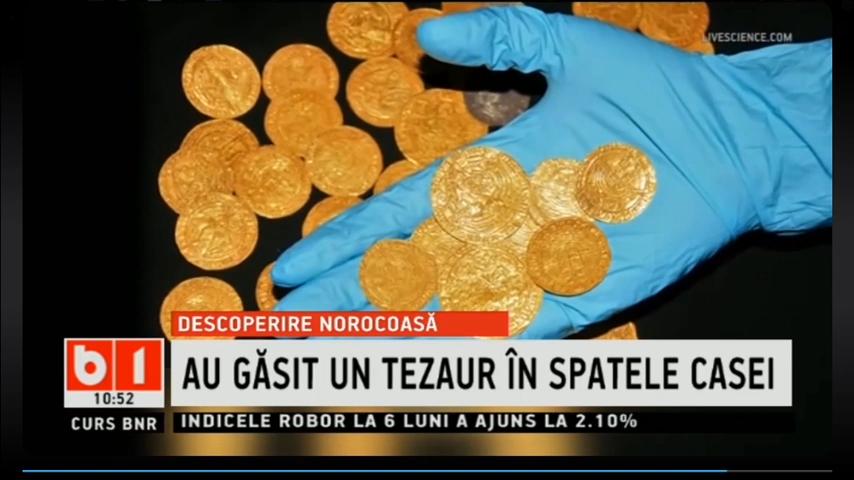 LIVESCIENCE.COM
DESCOPERIRE NOROCOASĂ
b1
AU GĂSIT UN TEZAUR ÎN SPATELE CASEI
10:52
CURS BNR
INDICELE ROBOR LA 6 LUNI A AJUNS LA 2.10%